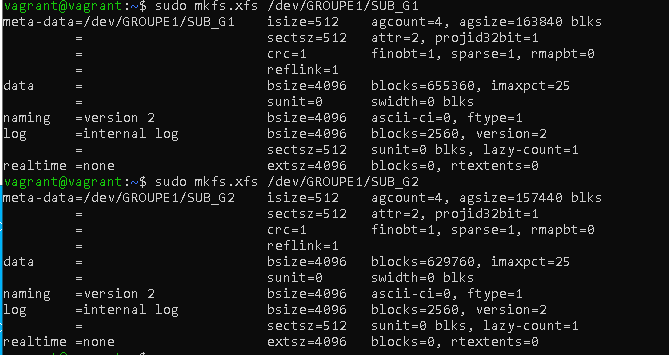 vagrant@vagrant:~$ sudo mkfs.xfs /dev/GROUPE1/SUB_G1
meta-data=/dev/GROUPE1/SUB_G1    isize=512    agcount=4, agsize=163840 blks
         =                       sectsz=512   attr=2, projid32bit=1
         =                       crc=1        finobt=1, sparse=1, rmapbt=0
         =                       reflink=1
data     =                       bsize=4096   blocks=655360, imaxpct=25
         =                       sunit=0      swidth=0 blks
naming   =version 2              bsize=4096   ascii-ci=0, ftype=1
log      =internal log           bsize=4096   blocks=2560, version=2
         =                       sectsz=512   sunit=0 blks, lazy-count=1
realtime =none                   extsz=4096   blocks=0, rtextents=0
vagrant@vagrant:~$ sudo mkfs.xfs /dev/GROUPE1/SUB_G2
meta-data=/dev/GROUPE1/SUB_G2    isize=512    agcount=4, agsize=157440 blks
         =                       sectsz=512   attr=2, projid32bit=1
         =                       crc=1        finobt=1, sparse=1, rmapbt=0
         =                       reflink=1
data     =                       bsize=4096   blocks=629760, imaxpct=25
         =                       sunit=0      swidth=0 blks
naming   =version 2              bsize=4096   ascii-ci=0, ftype=1
log      =internal log           bsize=4096   blocks=2560, version=2
         =                       sectsz=512   sunit=0 blks, lazy-count=1
realtime =none                   extsz=4096   blocks=0, rtextents=0